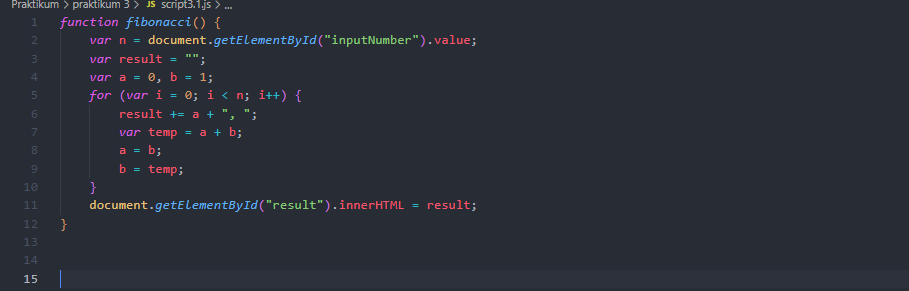 Praktikum > praktikum 3 > JS script3.1.js > ...
1 function fibonacci() {
2     var n = document.getElementById("inputNumber").value;
3     var result = "";
4     var a = 0, b = 1;
5     for (var i = 0; i < n; i++) {
6         result += a + ", ";
7         var temp = a + b;
8         a = b;
9         b = temp;
10     }
11     document.getElementById("result").innerHTML = result;
12 }
13
14
15